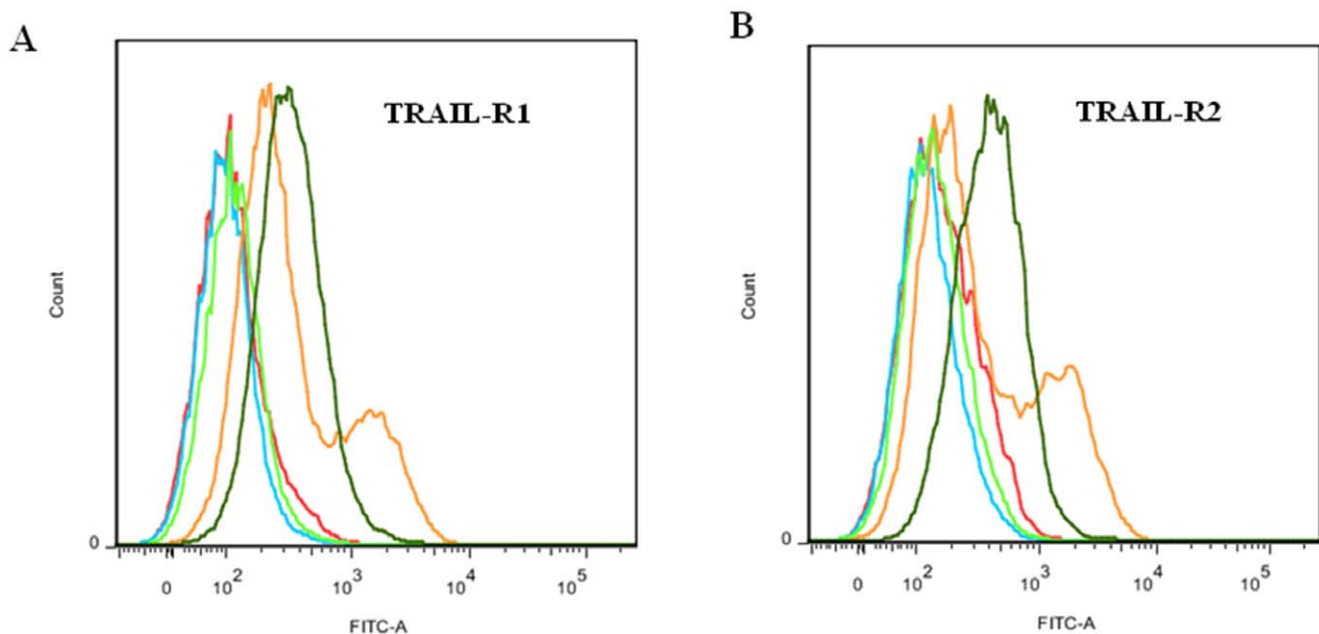 A
TRAIL-R1
Count
0
0 10^2 10^3 10^4 10^5
FITC-A
B
TRAIL-R2
Count
0
0 10^2 10^3 10^4 10^5
FITC-A